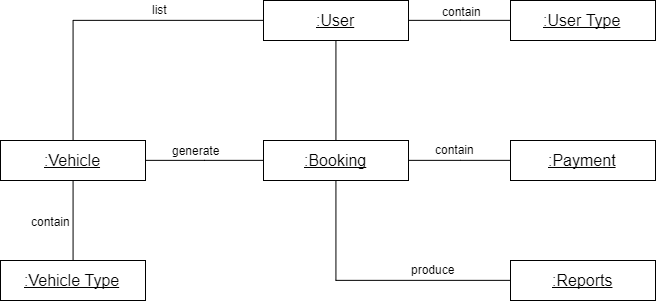 list
:User
contain
:User Type
:Vehicle
generate
:Booking
contain
:Payment
contain
:Vehicle Type
produce
:Reports